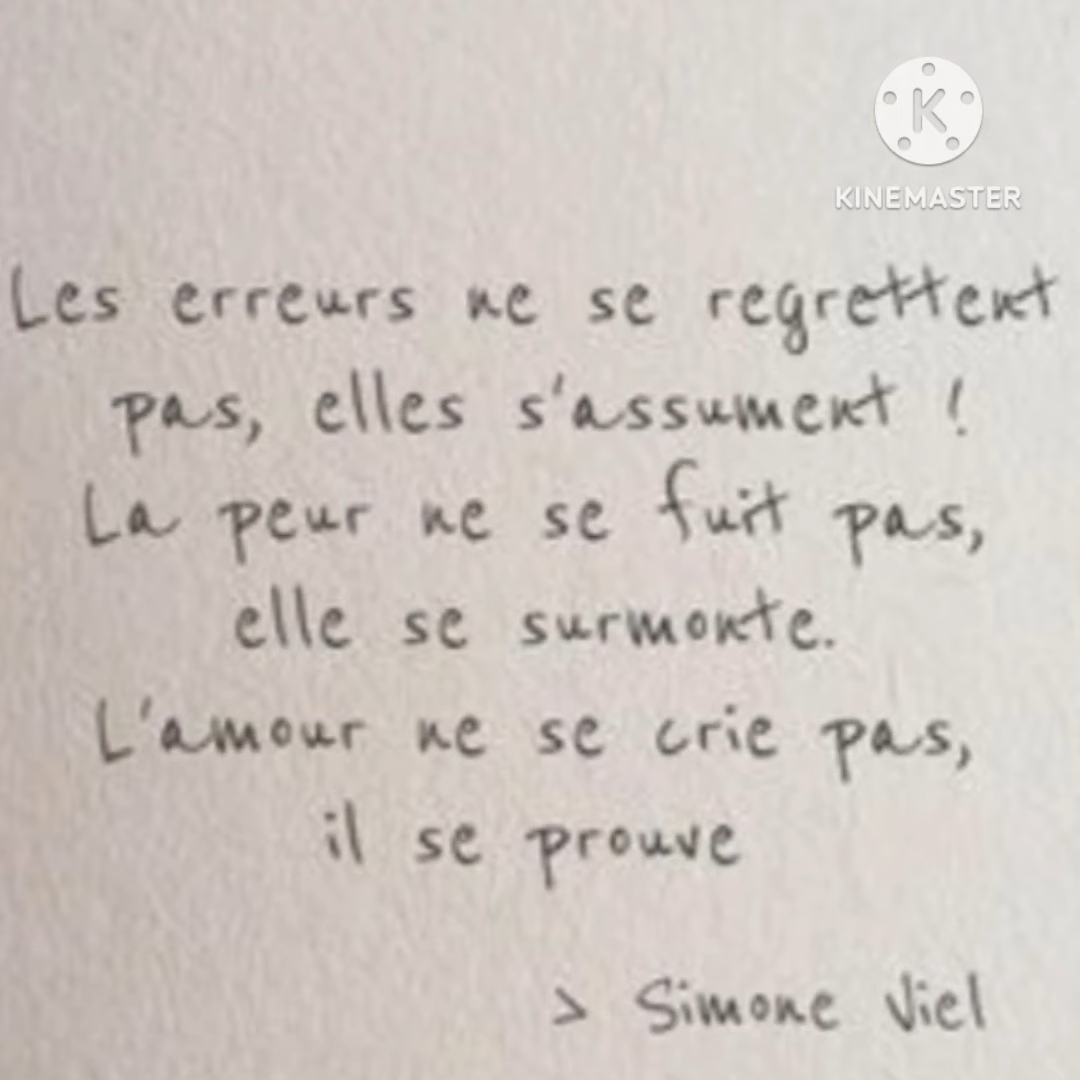 KINEMASTER
Les erreurs ne se regrettent
pas, elles s'assument !
La peur ne se fuit pas,
elle se surmonte.
L'amour ne se crie pas,
il se prouve
> Simone Viel